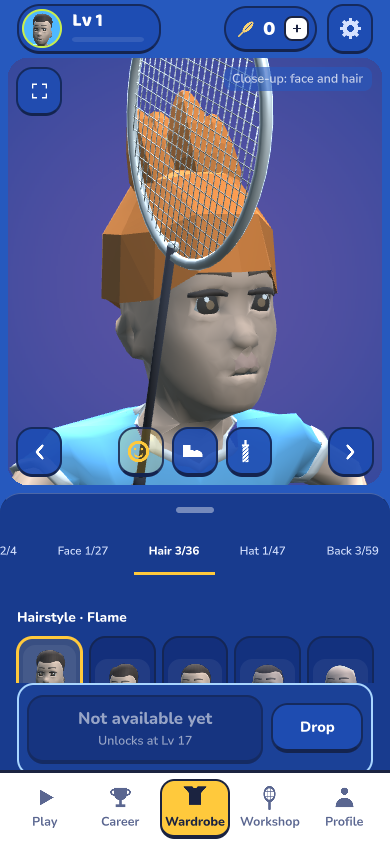 Lv 1
0
+
Close-up: face and hair
2/4
Face 1/27
Hair 3/36
Hat 1/47
Back 3/59
Hairstyle · Flame
Not available yet
Unlocks at Lv 17
Drop
Play
Career
Wardrobe
Workshop
Profile